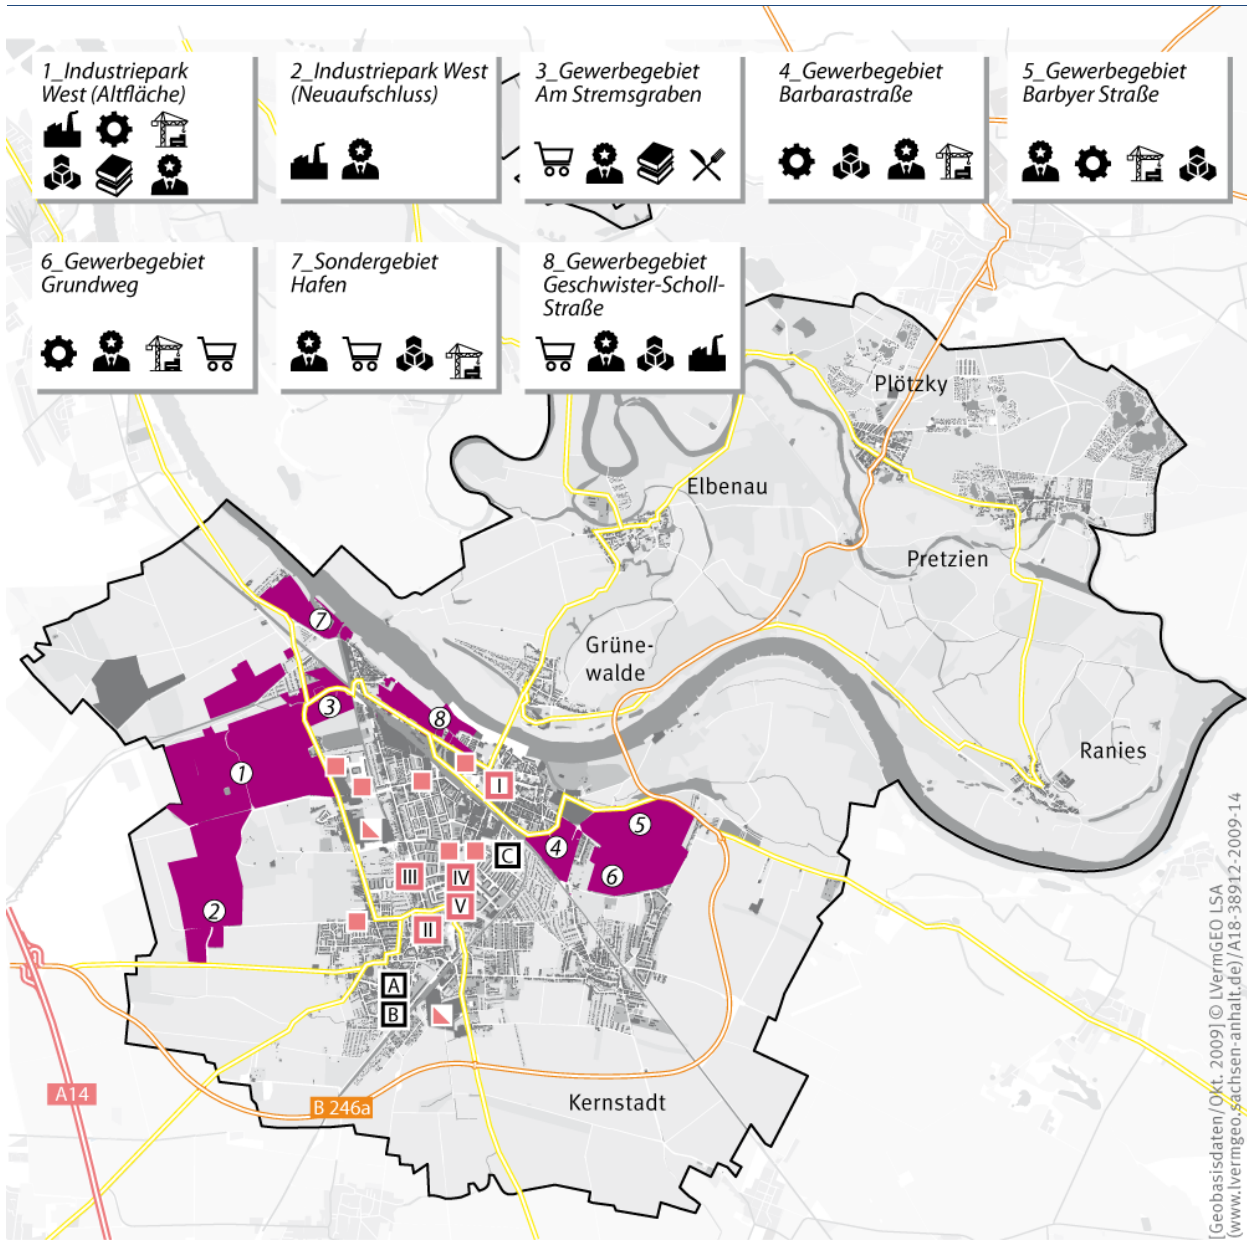 1_Industriepark
West (Altfläche)
2_Industriepark West
(Neuaufschluss)
3_Gewerbegebiet
Am Stremsgraben
4_Gewerbegebiet
Barbarastraße
5_Gewerbegebiet
Barbyer Straße
6_Gewerbegebiet
Grundweg
7_Sondergebiet
Hafen
8_Gewerbegebiet
Geschwister-Scholl-
Straße
Plötzky
Elbenau
Pretzien
Grüne-
walde
Ranies
7
3
8
1
I
5
4
C
6
III
IV
V
2
II
A
B
A14
B 246a
Kernstadt
[Geobasisdaten/Okt. 2009] © LVermGEO LSA
(www.lvermgeo.sachsen-anhalt.de)/A18-38912-2009-14